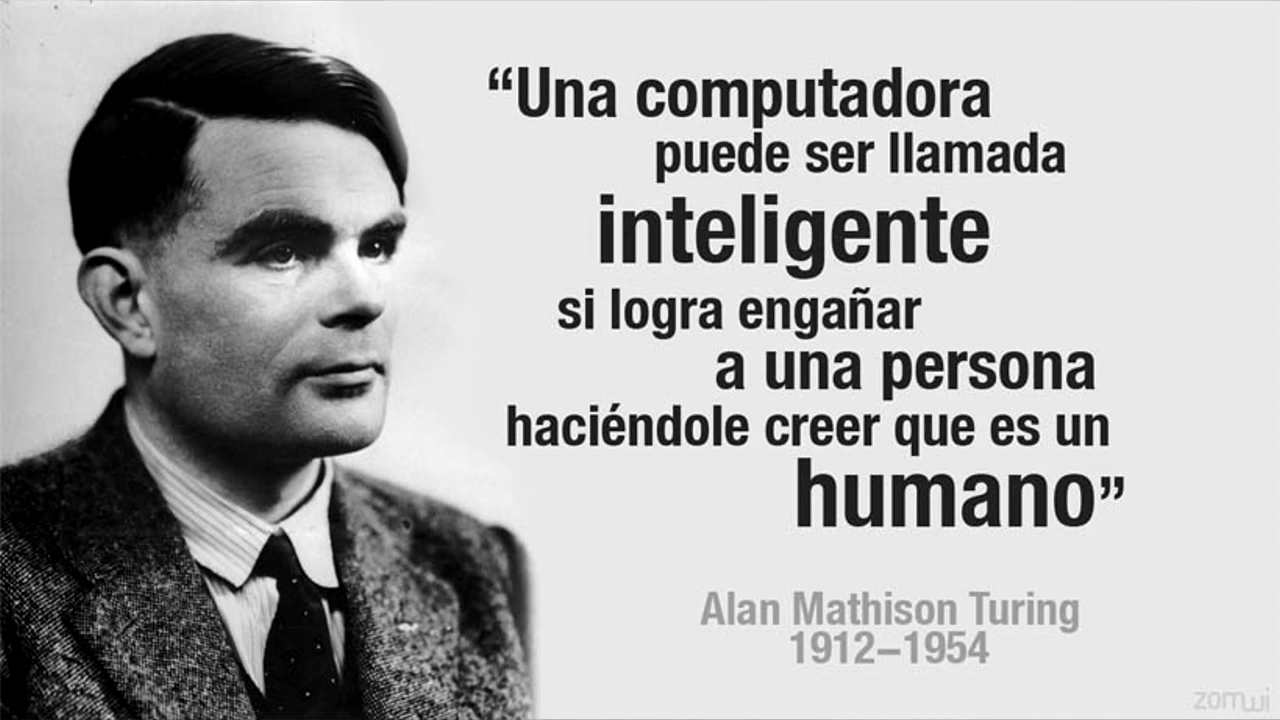 “Una computadora
puede ser llamada
inteligente
si logra engañar
a una persona
haciéndole creer que es un
humano”
Alan Mathison Turing
1912–1954
zomwi